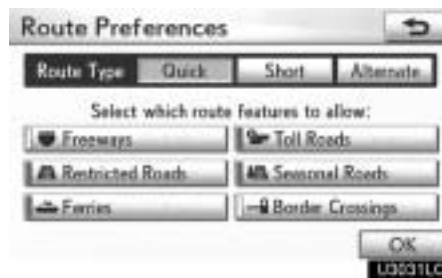 Route Preferences
Route Type Quick Short Alternate
Select which route features to allow:
Freeways Toll Roads
Restricted Roads Seasonal Roads
Ferries Border Crossings
OK
U3031LC